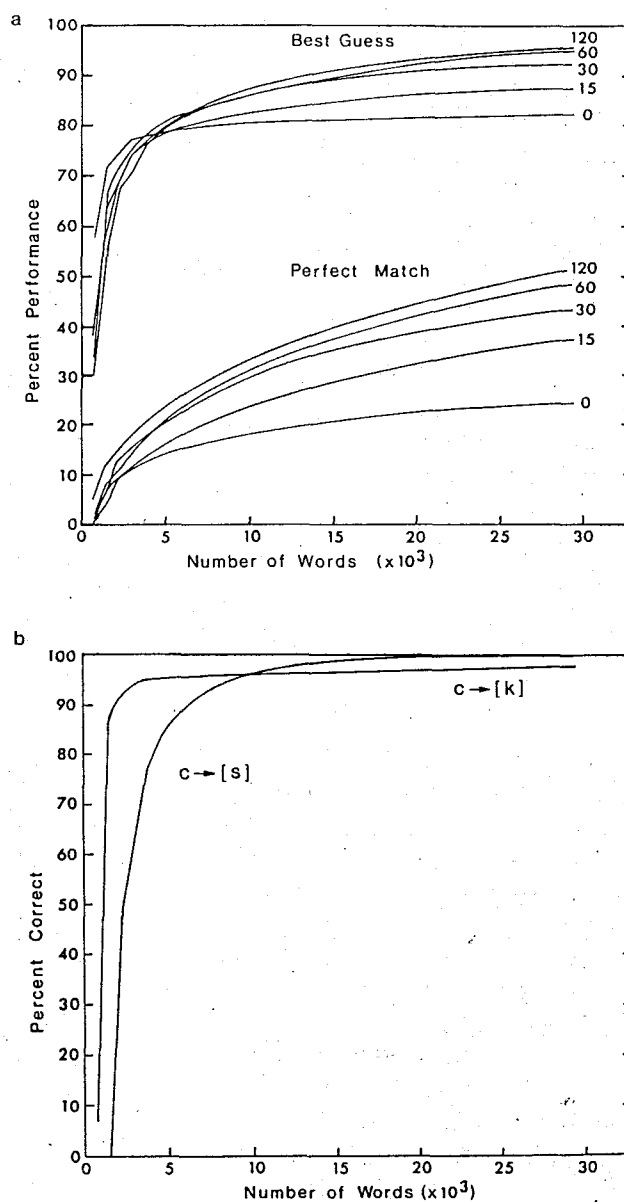 a
Best Guess
Perfect Match
Percent Performance
100
90
80
70
60
50
40
30
20
10
0
120
60
30
15
0
120
60
30
15
0
0 5 10 15 20 25 30
Number of Words (x10³)
b
Percent Correct
100
90
80
70
60
50
40
30
20
10
0
c→[k]
c→[s]
0 5 10 15 20 25 30
Number of Words (x10³)